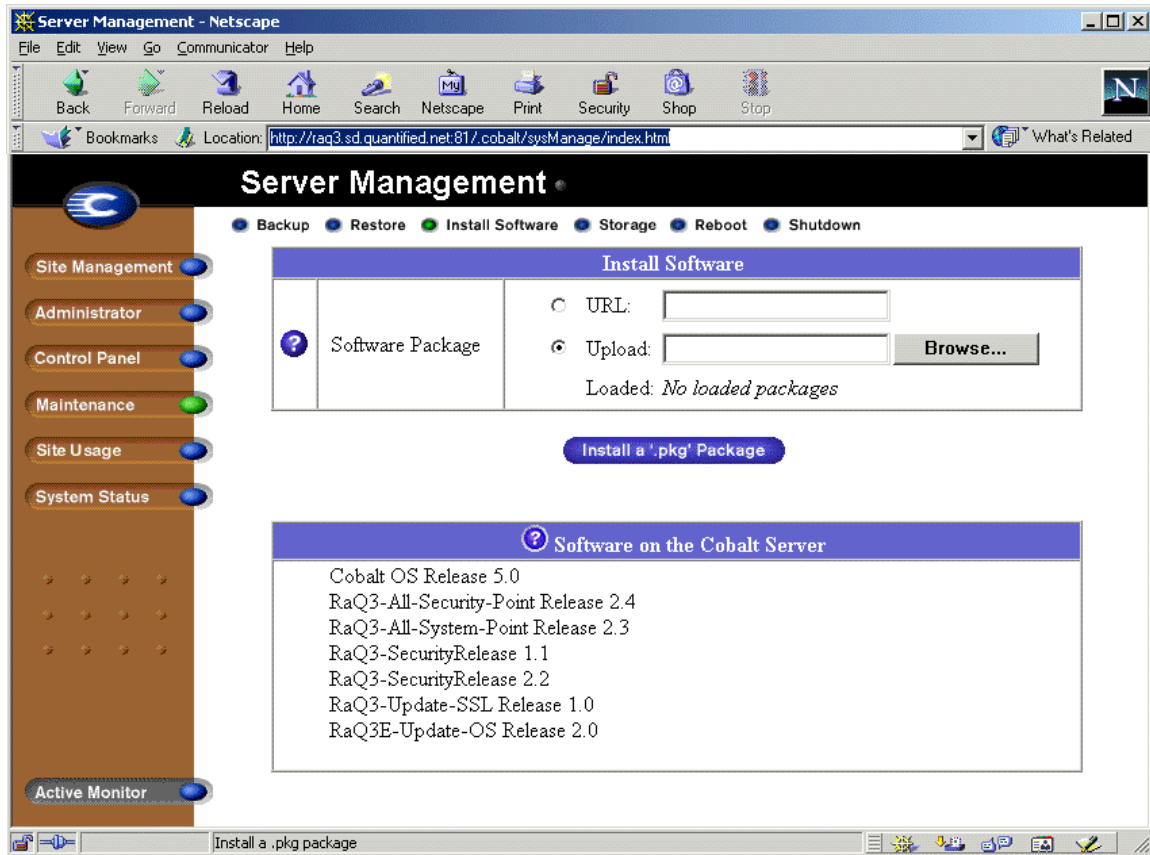 Server Management - Netscape
File Edit View Go Communicator Help
Back Forward Reload Home Search Netscape Print Security Shop Stop
My
N
Bookmarks Location: http://raq3.sd.quantified.net:81/.cobalt/sysManage/index.html What's Related
Server Management
C
Backup Restore Install Software Storage Reboot Shutdown
Site Management
Administrator
Control Panel
Maintenance
Site Usage
System Status
Active Monitor
Install Software
? Software Package
URL:
Upload: Browse...
Loaded: No loaded packages
Install a '.pkg' Package
? Software on the Cobalt Server
Cobalt OS Release 5.0
RaQ3-All-Security-Point Release 2.4
RaQ3-All-System-Point Release 2.3
RaQ3-SecurityRelease 1.1
RaQ3-SecurityRelease 2.2
RaQ3-Update-SSL Release 1.0
RaQ3E-Update-OS Release 2.0
Install a .pkg package